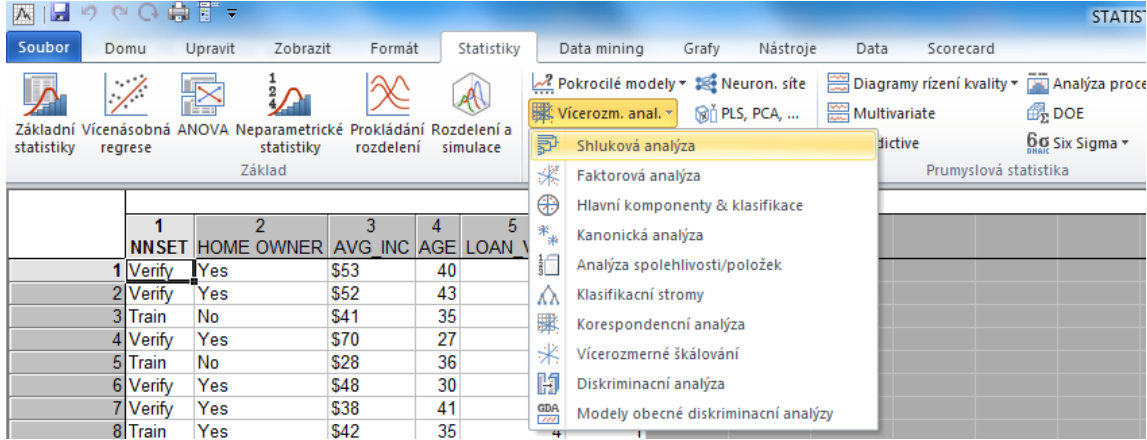 STATIS
Soubor Domu Upravit Zobrazit Formát Statistiky Data mining Grafy Nástroje Data Scorecard
Základní statistiky
Vícenásobná regrese
ANOVA
Neparametrické statistiky
Prokládání rozdelení
Rozdelení a simulace
Základ
Pokrocilé modely
Neuron. síte
Vícerozm. anal.
PLS, PCA, ...
Diagramy rízení kvality
Analýza proce
Multivariate
DOE
dictive
6σ Six Sigma
DMAIC
Prumyslová statistika
Shluková analýza
Faktorová analýza
Hlavní komponenty & klasifikace
Kanonická analýza
Analýza spolehlivosti/položek
Klasifikacní stromy
Korespondencní analýza
Vícerozmerné škálování
Diskriminacní analýza
GDA Modely obecné diskriminacní analýzy
1 2 3 4 5
NNSET HOME OWNER AVG_INC AGE LOAN_V
1 Verify Yes $53 40
2 Verify Yes $52 43
3 Train No $41 35
4 Verify Yes $70 27
5 Train No $28 36
6 Verify Yes $48 30
7 Verify Yes $38 41
8 Train Yes $42 35 4 1